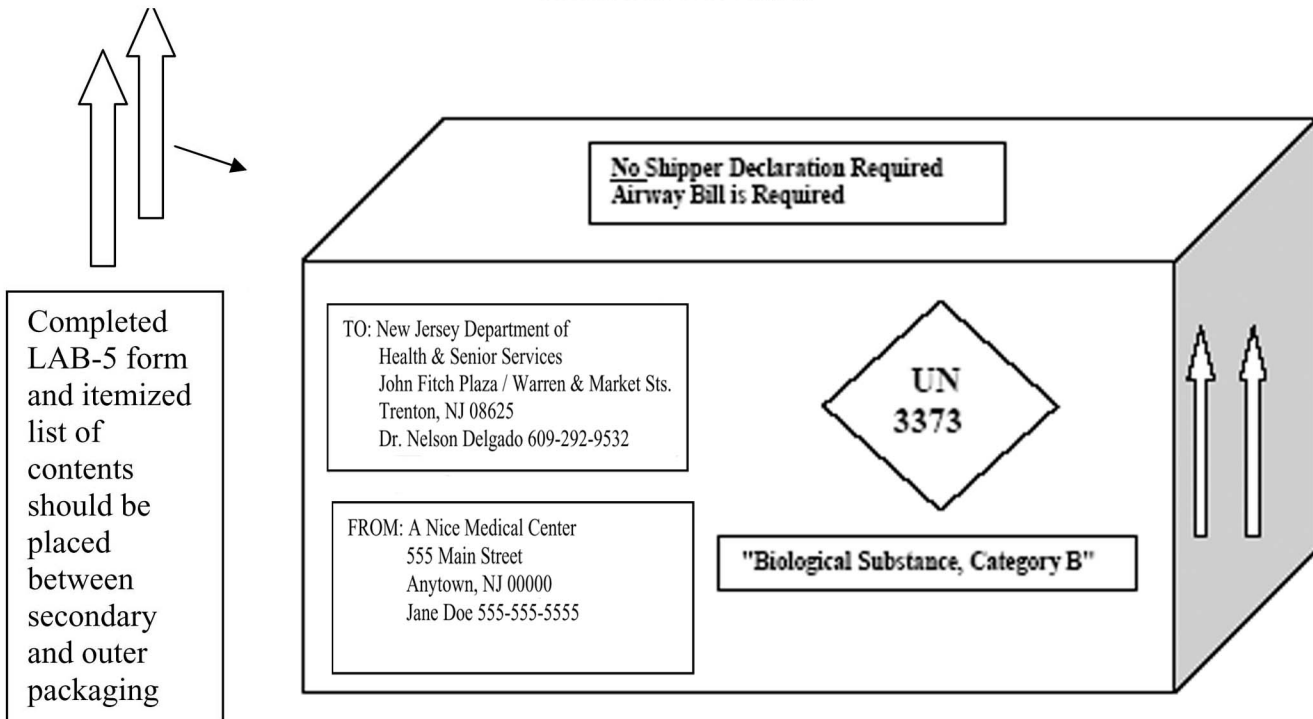 No Shipper Declaration Required
Airway Bill is Required
Completed
LAB-5 form
and itemized
list of
contents
should be
placed
between
secondary
and outer
packaging
TO: New Jersey Department of
Health & Senior Services
John Fitch Plaza / Warren & Market Sts.
Trenton, NJ 08625
Dr. Nelson Delgado 609-292-9532
FROM: A Nice Medical Center
555 Main Street
Anytown, NJ 00000
Jane Doe 555-555-5555
UN
3373
"Biological Substance, Category B"